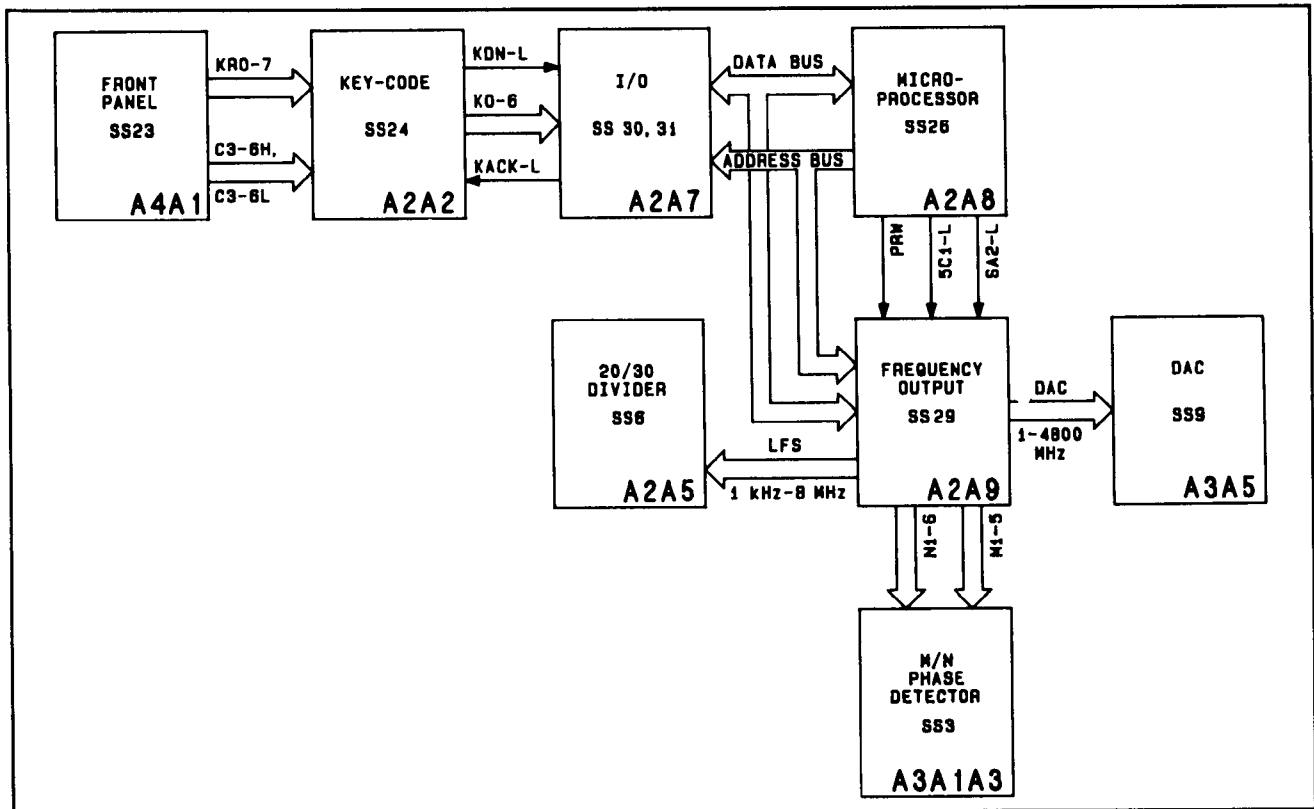 FRONT
PANEL
SS23
A4A1
KRO-7
C3-6H,
C3-6L
KEY-CODE
SS24
A2A2
KDN-L
KO-6
KACK-L
I/O
SS 30, 31
A2A7
DATA BUS
ADDRESS BUS
MICRO-
PROCESSOR
SS26
A2A8
PRW
5C1-L
6A2-L
20/30
DIVIDER
SS6
A2A5
LFS
1 kHz-8 MHz
FREQUENCY
OUTPUT
SS29
A2A9
DAC
1-4800
MHz
DAC
SS9
A3A5
N1-6
M1-5
M/N
PHASE
DETECTOR
SS3
A3A1A3